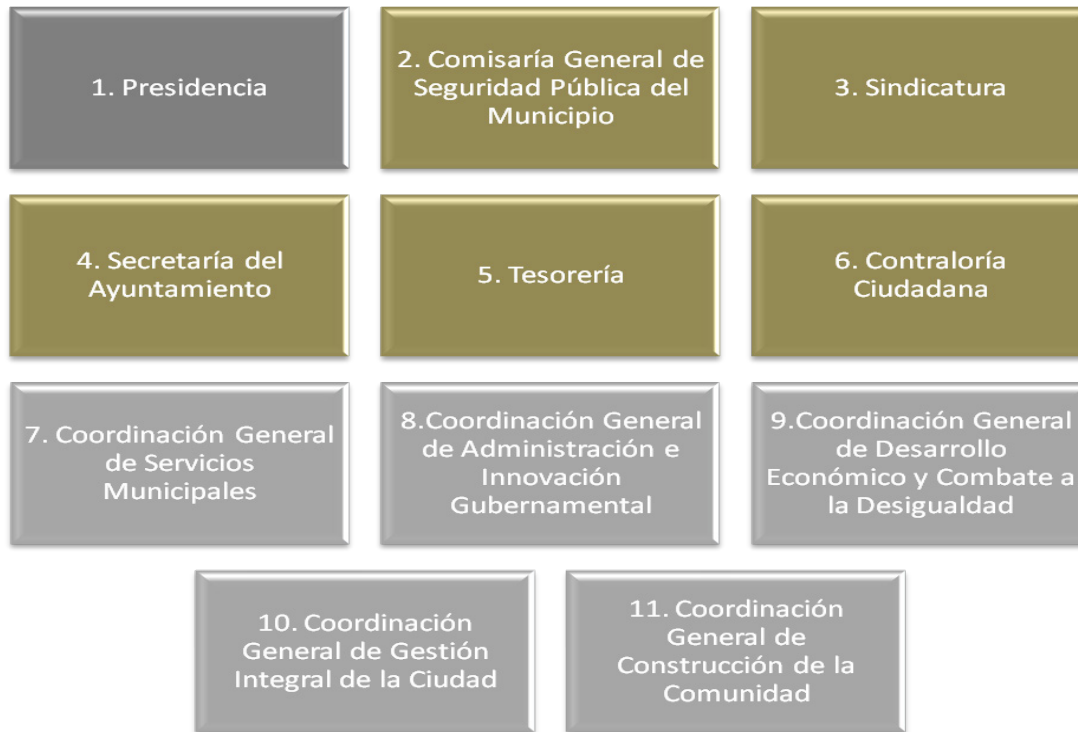 1. Presidencia
2. Comisaría General de
Seguridad Pública del
Municipio
3. Sindicatura
4. Secretaría del
Ayuntamiento
5. Tesorería
6. Contraloría
Ciudadana
7. Coordinación General
de Servicios
Municipales
8.Coordinación General
de Administración e
Innovación
Gubernamental
9.Coordinación General
de Desarrollo
Económico y Combate a
la Desigualdad
10. Coordinación
General de Gestión
Integral de la Ciudad
11. Coordinación
General de
Construcción de la
Comunidad